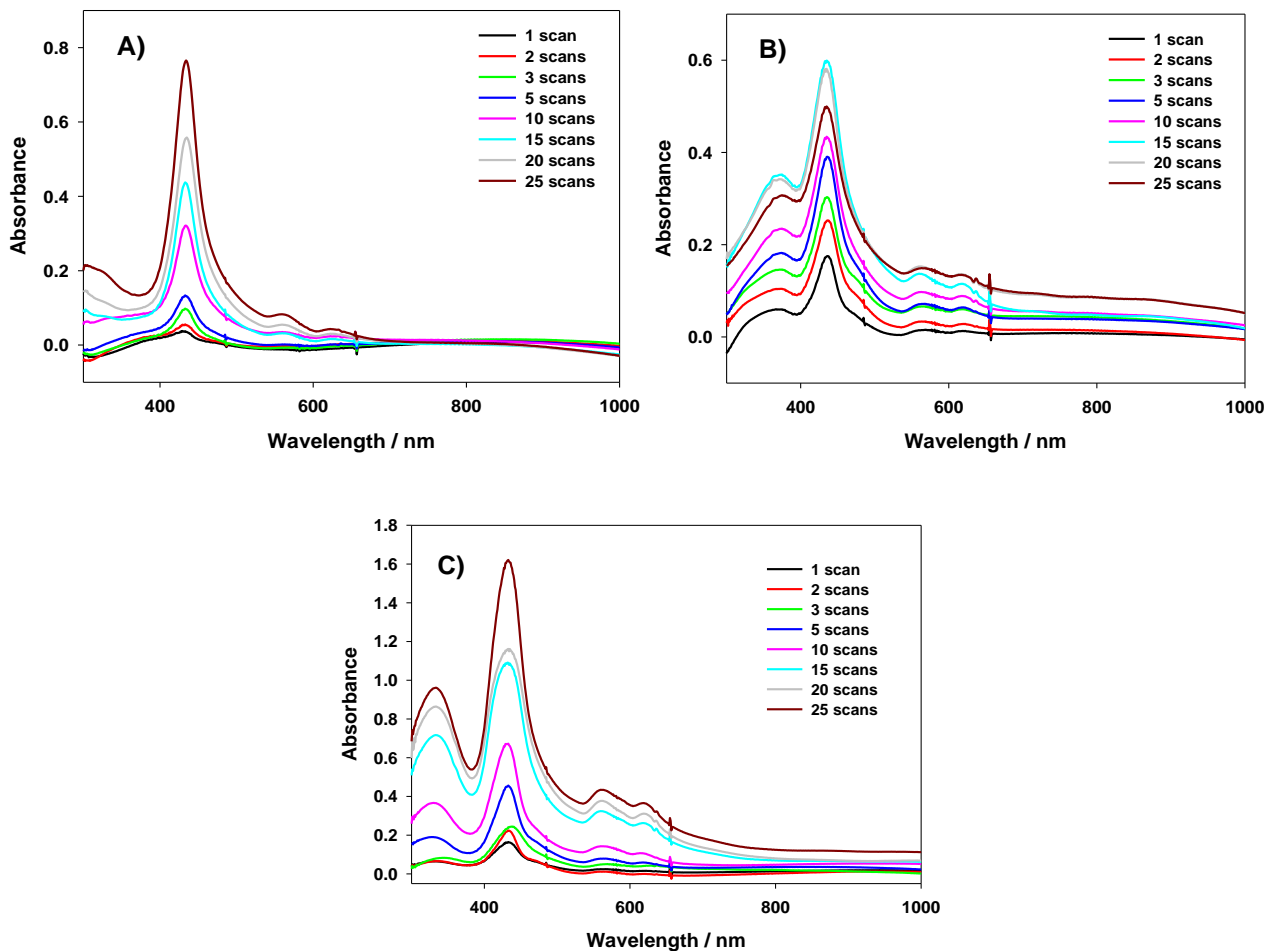 A)
1 scan
2 scans
3 scans
5 scans
10 scans
15 scans
20 scans
25 scans
Absorbance
0.8
0.6
0.4
0.2
0.0
400
600
800
1000
Wavelength / nm
B)
1 scan
2 scans
3 scans
5 scans
10 scans
15 scans
20 scans
25 scans
Absorbance
0.6
0.4
0.2
0.0
400
600
800
1000
Wavelength / nm
C)
1 scan
2 scans
3 scans
5 scans
10 scans
15 scans
20 scans
25 scans
Absorbance
1.8
1.6
1.4
1.2
1.0
0.8
0.6
0.4
0.2
0.0
400
600
800
1000
Wavelength / nm